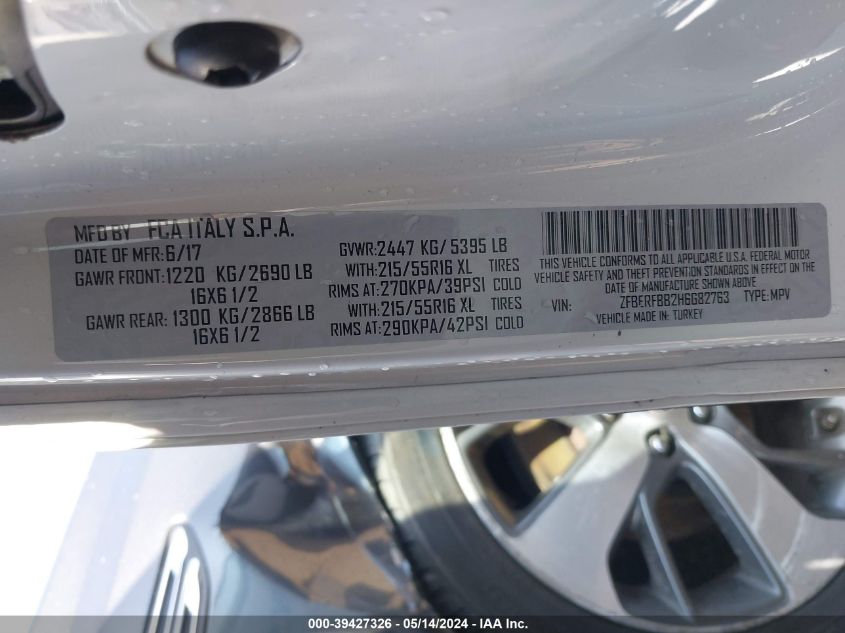 MFD BY FCA ITALY S.P.A.
DATE OF MFR: 6/17
GAWR FRONT: 1220 KG/ 2690 LB
16X6 1/2
GAWR REAR: 1300 KG/ 2866 LB
16X6 1/2
GVWR: 2447 KG/ 5395 LB
WITH: 215/55R16 XL TIRES
RIMS AT: 270KPA/39PSI COLD
WITH: 215/55R16 XL TIRES
RIMS AT: 290KPA/42PSI COLD
THIS VEHICLE CONFORMS TO ALL APPLICABLE U.S.A. FEDERAL MOTOR
VEHICLE SAFETY AND THEFT PREVENTION STANDARDS IN EFFECT ON THE
DATE OF MANUFACTURE SHOWN ABOVE
VIN: ZFBERFBB2H6G82763 TYPE: MPV
VEHICLE MADE IN: TURKEY
000-39427326 - 05/14/2024 - IAA Inc.